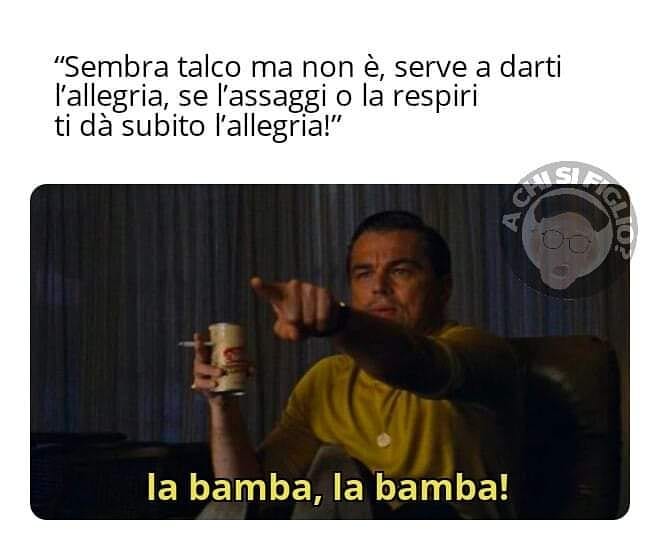 “Sembra talco ma non è, serve a darti
l’allegria, se l’assaggi o la respiri
ti dà subito l’allegria!”
A CHI SI FIGLIO?
la bamba, la bamba!